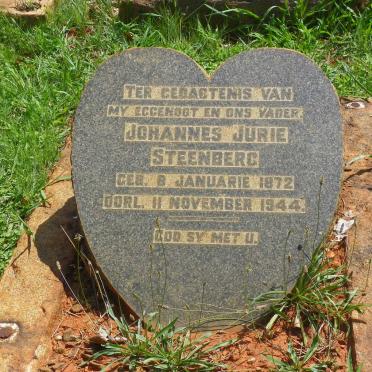 TER GEDAGTENIS VAN
MY EGGENOOT EN ONS VADER.
JOHANNES JURIE
STEENBERG
GEB. 8 JANUARIE 1872
OORL. 11 NOVEMBER 1944.
GOD SY MET U.